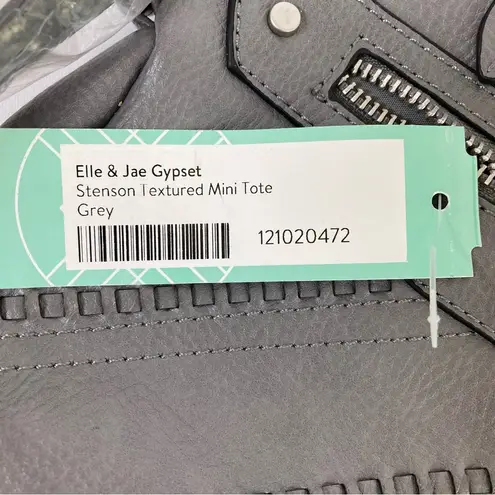 Elle & Jae Gypset
Stenson Textured Mini Tote
Grey
121020472